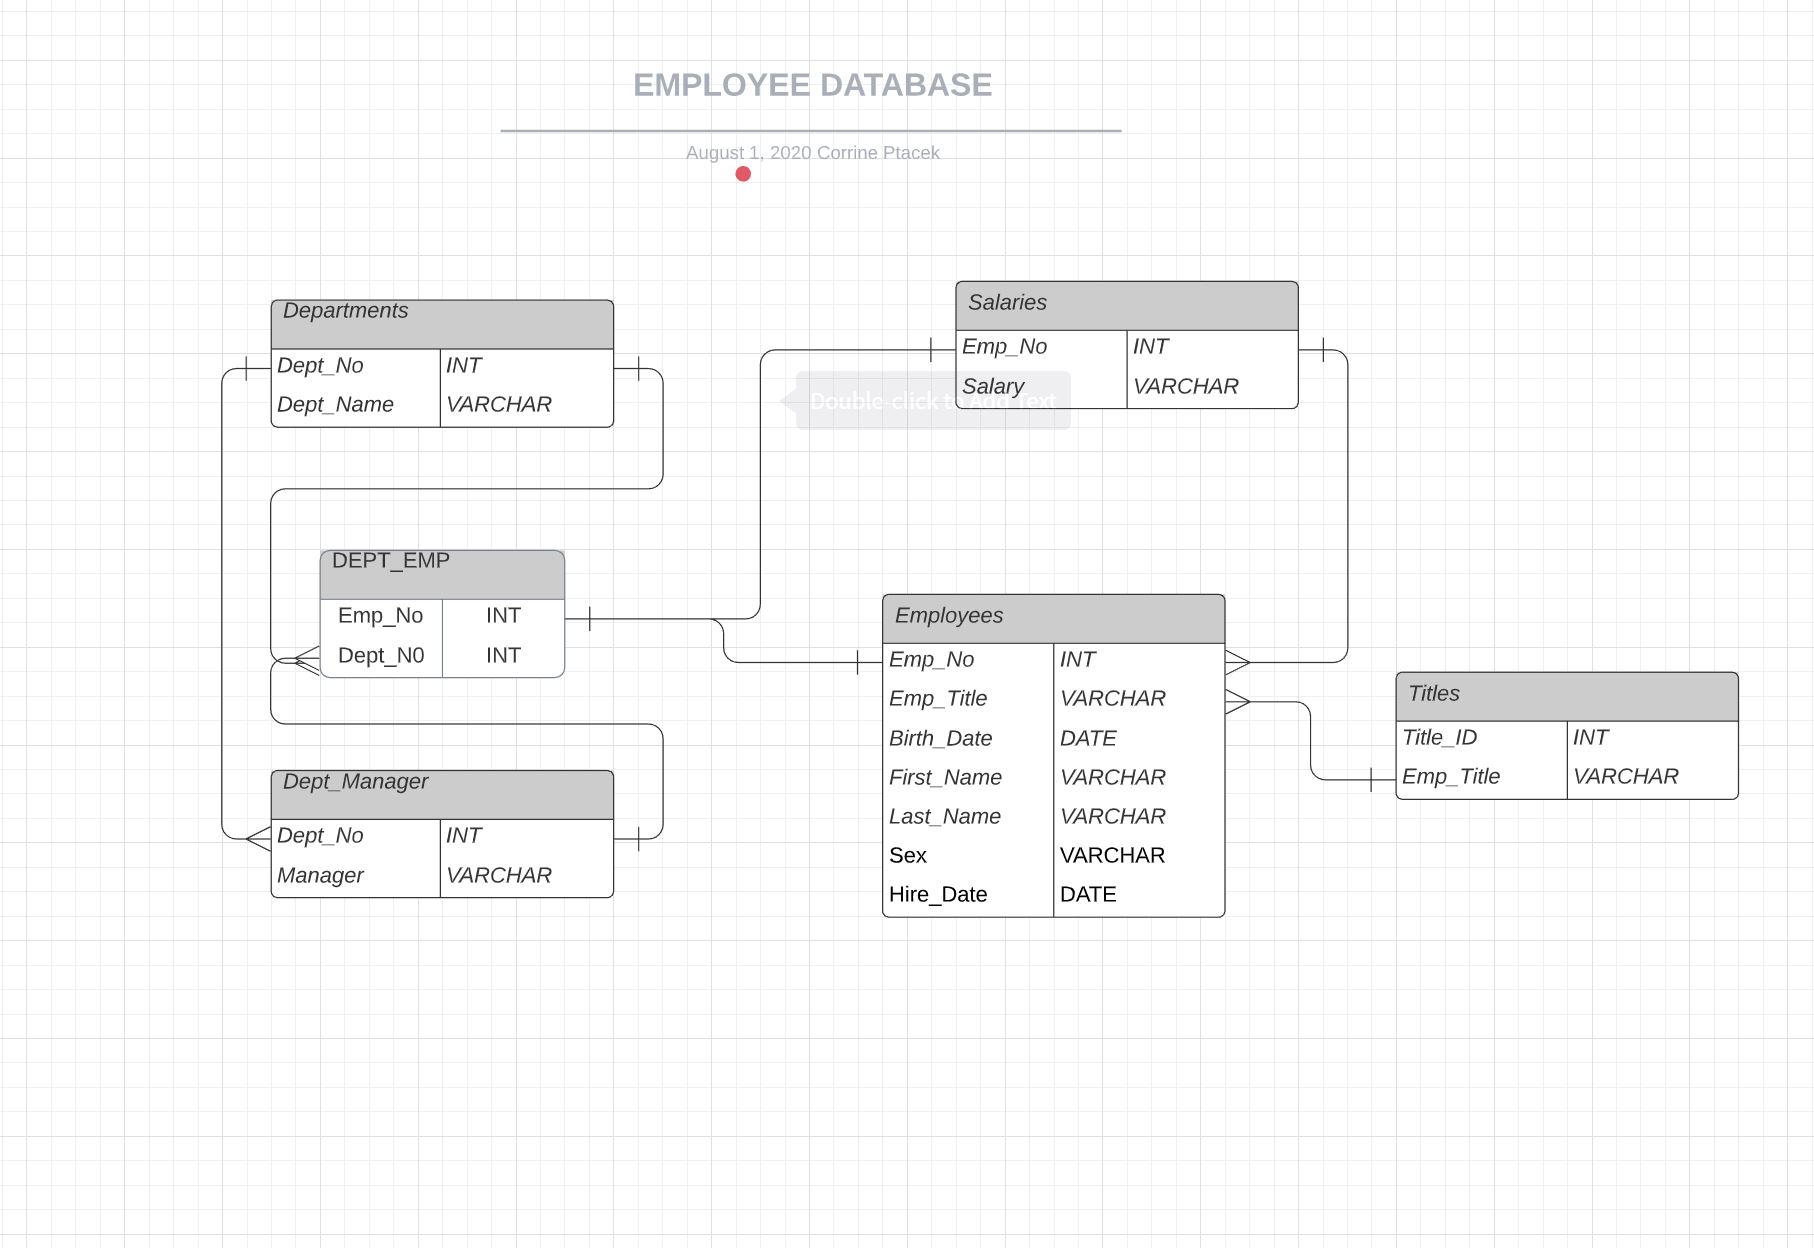 EMPLOYEE DATABASE
August 1, 2020 Corrine Ptacek
Departments
Dept_No INT
Dept_Name VARCHAR
Salaries
Emp_No INT
Salary VARCHAR
Double-click to Add Text
DEPT_EMP
Emp_No INT
Dept_N0 INT
Employees
Emp_No INT
Emp_Title VARCHAR
Birth_Date DATE
First_Name VARCHAR
Last_Name VARCHAR
Sex VARCHAR
Hire_Date DATE
Titles
Title_ID INT
Emp_Title VARCHAR
Dept_Manager
Dept_No INT
Manager VARCHAR